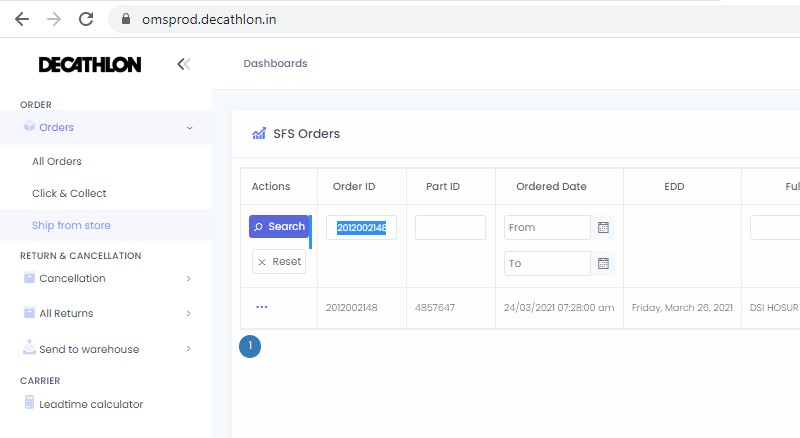 omsprod.decathlon.in
DECATHLON
Dashboards
ORDER
Orders
All Orders
Click & Collect
Ship from store
RETURN & CANCELLATION
Cancellation
All Returns
Send to warehouse
CARRIER
Leadtime calculator
SFS Orders
Actions Order ID Part ID Ordered Date EDD Ful
Search 2012002148 From
Reset To
... 2012002148 4857647 24/03/2021 07:28:00 am Friday, March 26, 2021 DSI HOSUR
1